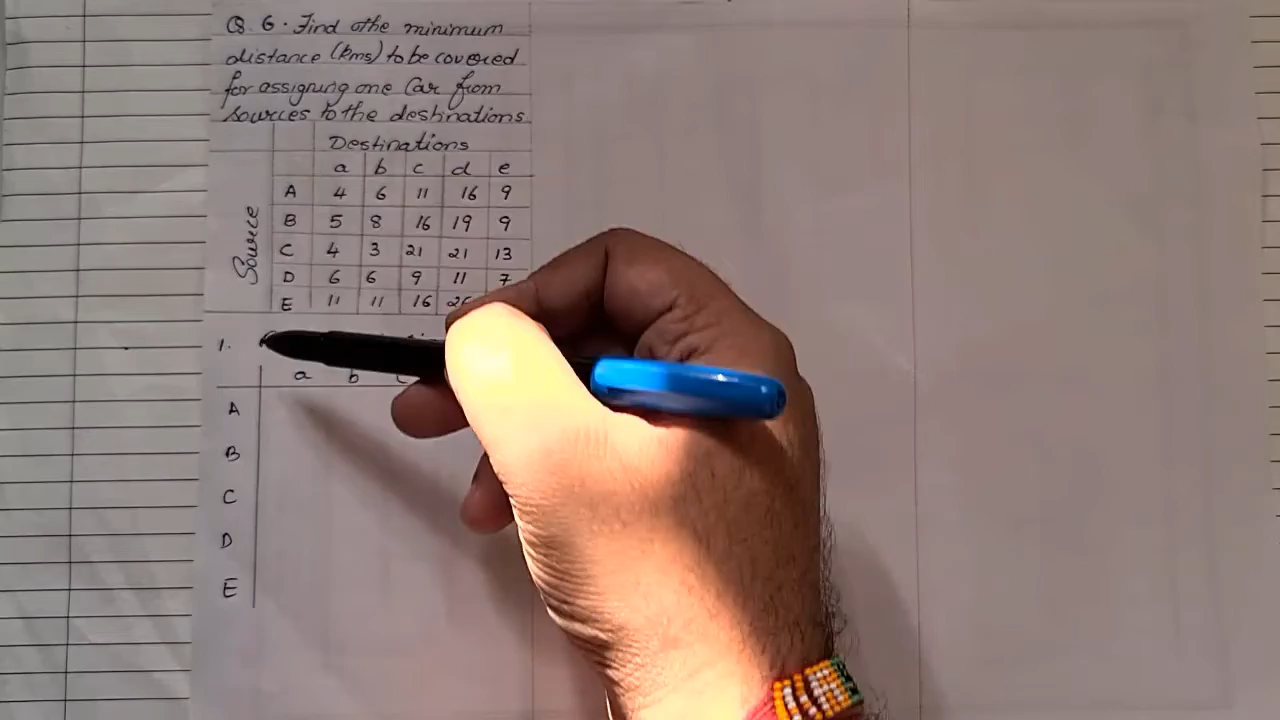 Q. 6. Find the minimum
distance (kms) to be covered
for assigning one Car from
sources to the destinations
Destinations
Source
a b c d e
A 4 6 11 16 9
B 5 8 16 19 9
C 4 3 21 21 13
D 6 6 9 11 7
E 11 11 16
1.
a b c
A
B
C
D
E